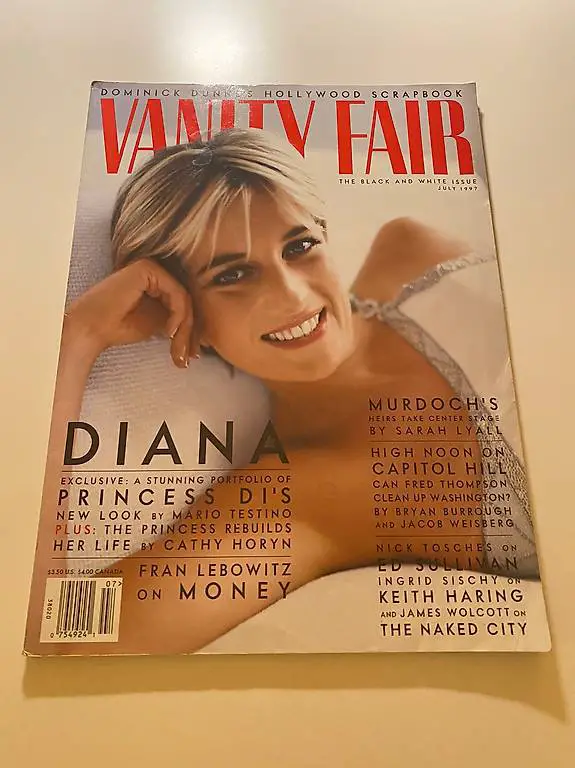 DOMINICK DUNNE'S HOLLYWOOD SCRAPBOOK
VANITY FAIR
THE BLACK AND WHITE ISSUE
JULY 1997
DIANA
EXCLUSIVE: A STUNNING PORTFOLIO OF
PRINCESS DI'S
NEW LOOK BY MARIO TESTINO
PLUS: THE PRINCESS REBUILDS
HER LIFE BY CATHY HORYN
FRAN LEBOWITZ
ON MONEY
MURDOCH'S
HEIRS TAKE CENTER STAGE
BY SARAH LYALL
HIGH NOON ON
CAPITOL HILL
CAN FRED THOMPSON
CLEAN UP WASHINGTON?
BY BRYAN BURROUGH
AND JACOB WEISBERG
NICK TOSCHES ON
ED SULLIVAN
INGRID SISCHY ON
KEITH HARING
AND JAMES WOLCOTT ON
THE NAKED CITY
$3.50 U.S. $4.00 CANADA
07>
38020
0 754924 1